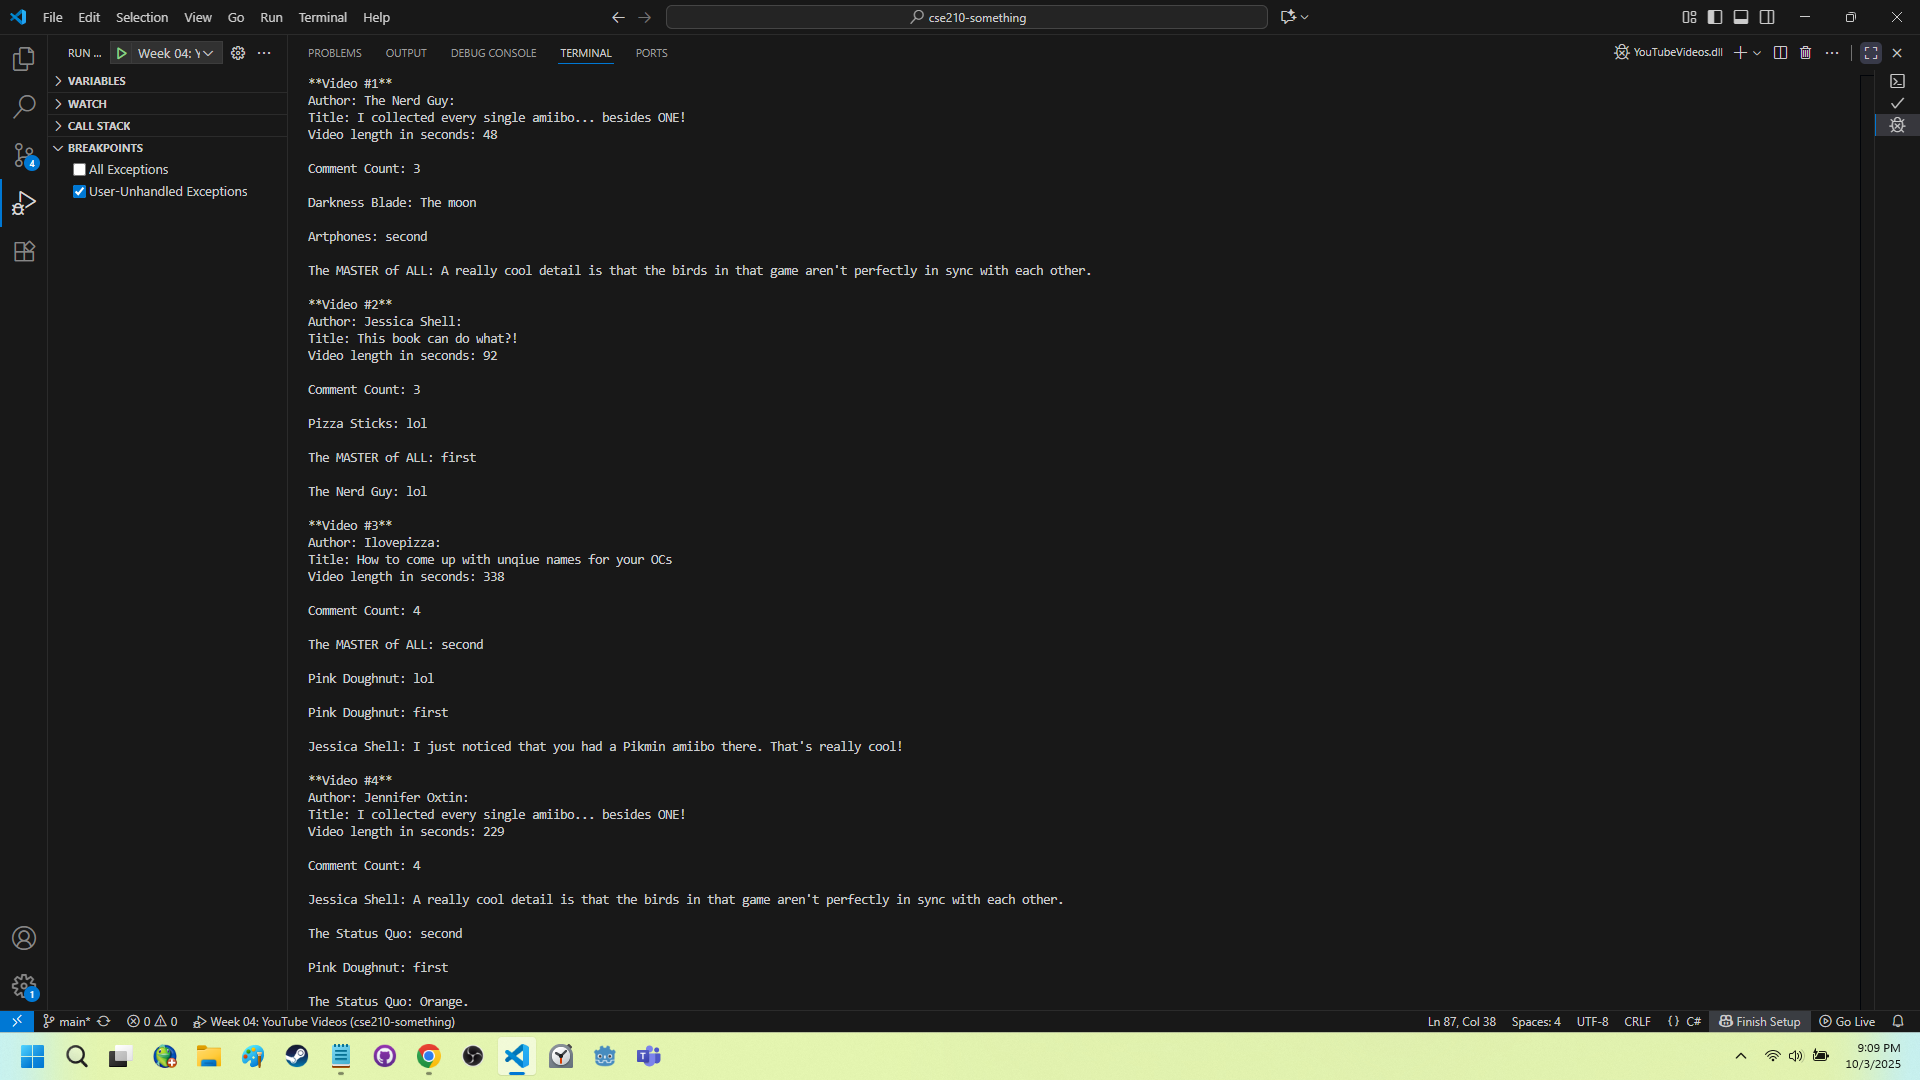 File Edit Selection View Go Run Terminal Help
cse210-something
RUN ...
Week 04: Y
PROBLEMS OUTPUT DEBUG CONSOLE TERMINAL PORTS
YouTubeVideos.dll
VARIABLES
WATCH
CALL STACK
BREAKPOINTS
All Exceptions
User-Unhandled Exceptions
4
1
**Video #1**
Author: The Nerd Guy:
Title: I collected every single amiibo... besides ONE!
Video length in seconds: 48
Comment Count: 3
Darkness Blade: The moon
Artphones: second
The MASTER of ALL: A really cool detail is that the birds in that game aren't perfectly in sync with each other.
**Video #2**
Author: Jessica Shell:
Title: This book can do what?!
Video length in seconds: 92
Comment Count: 3
Pizza Sticks: lol
The MASTER of ALL: first
The Nerd Guy: lol
**Video #3**
Author: Ilovepizza:
Title: How to come up with unqiue names for your OCs
Video length in seconds: 338
Comment Count: 4
The MASTER of ALL: second
Pink Doughnut: lol
Pink Doughnut: first
Jessica Shell: I just noticed that you had a Pikmin amiibo there. That's really cool!
**Video #4**
Author: Jennifer Oxtin:
Title: I collected every single amiibo... besides ONE!
Video length in seconds: 229
Comment Count: 4
Jessica Shell: A really cool detail is that the birds in that game aren't perfectly in sync with each other.
The Status Quo: second
Pink Doughnut: first
The Status Quo: Orange.
main* 0 0 Week 04: YouTube Videos (cse210-something)
Ln 87, Col 38 Spaces: 4 UTF-8 CRLF {} C# Finish Setup Go Live
9:09 PM
10/3/2025